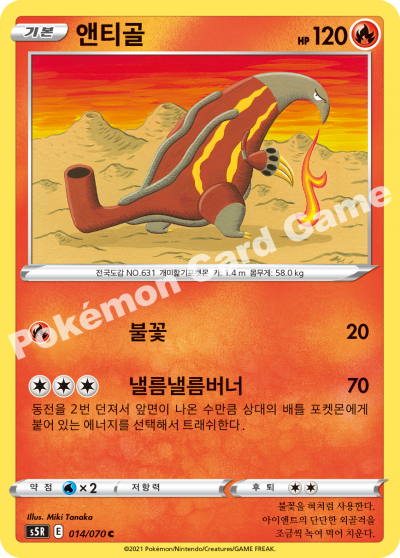 기본 앤티골 HP 120
전국도감 NO.631 개미핥기포켓몬 키: 1.4 m 몸무게: 58.0 kg
Pokémon Card Game
불꽃 20
낼름낼름버너 70
동전을 2번 던져서 앞면이 나온 수만큼 상대의 배틀 포켓몬에게
붙어 있는 에너지를 선택해서 트래쉬한다.
약점 ×2 저항력 후퇴
Illus. Miki Tanaka
s5R E 014/070 C
불꽃을 혀처럼 사용한다.
아이앤트의 단단한 외골격을
조금씩 녹여 먹어 치운다.
©2021 Pokémon/Nintendo/Creatures/GAME FREAK.